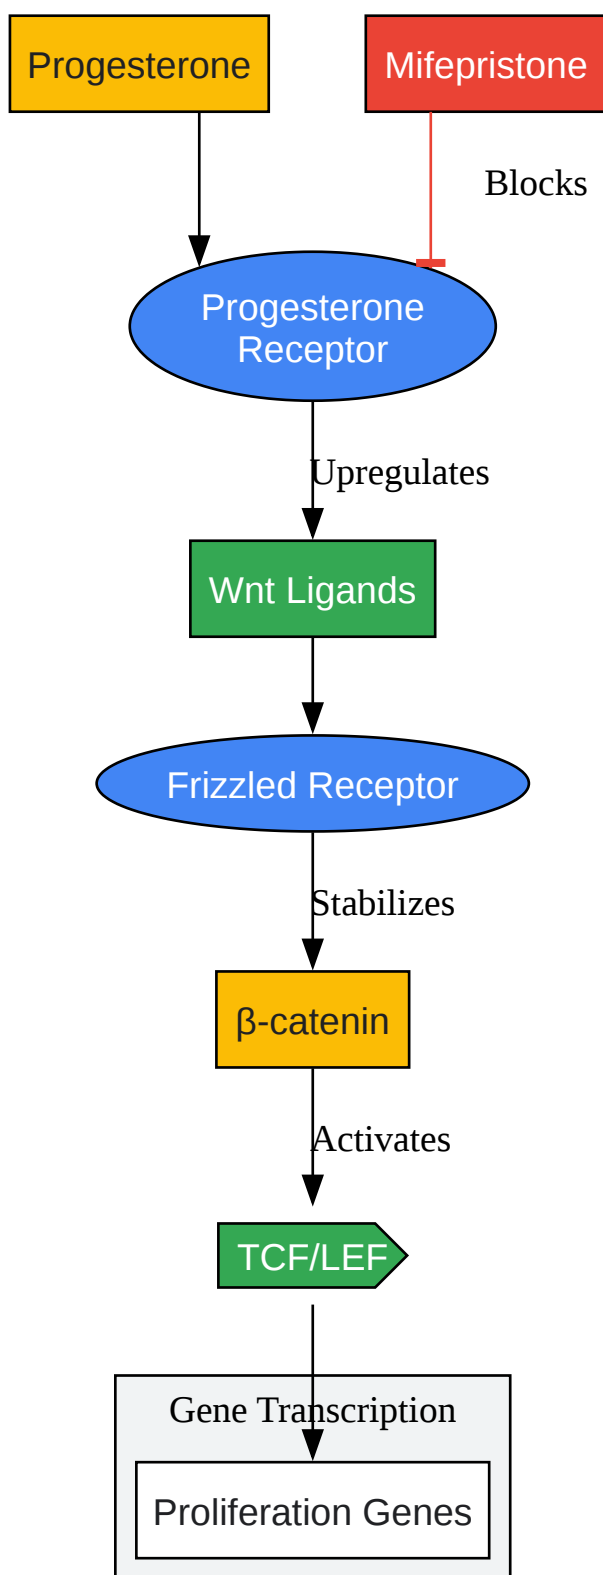 Progesterone
Mifepristone
Blocks
Progesterone
Receptor
Upregulates
Wnt Ligands
Frizzled Receptor
Stabilizes
β-catenin
Activates
TCF/LEF
Gene Transcription
Proliferation Genes